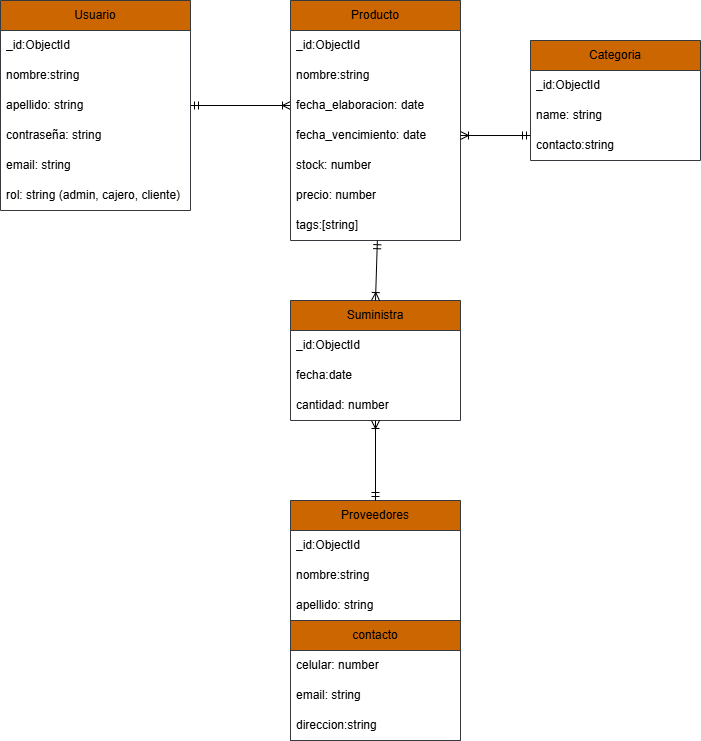 Usuario
_id:ObjectId
nombre:string
apellido: string
contraseña: string
email: string
rol: string (admin, cajero, cliente)
Producto
_id:ObjectId
nombre:string
fecha_elaboracion: date
fecha_vencimiento: date
stock: number
precio: number
tags:[string]
Categoria
_id:ObjectId
name: string
contacto:string
Suministra
_id:ObjectId
fecha:date
cantidad: number
Proveedores
_id:ObjectId
nombre:string
apellido: string
contacto
celular: number
email: string
direccion:string